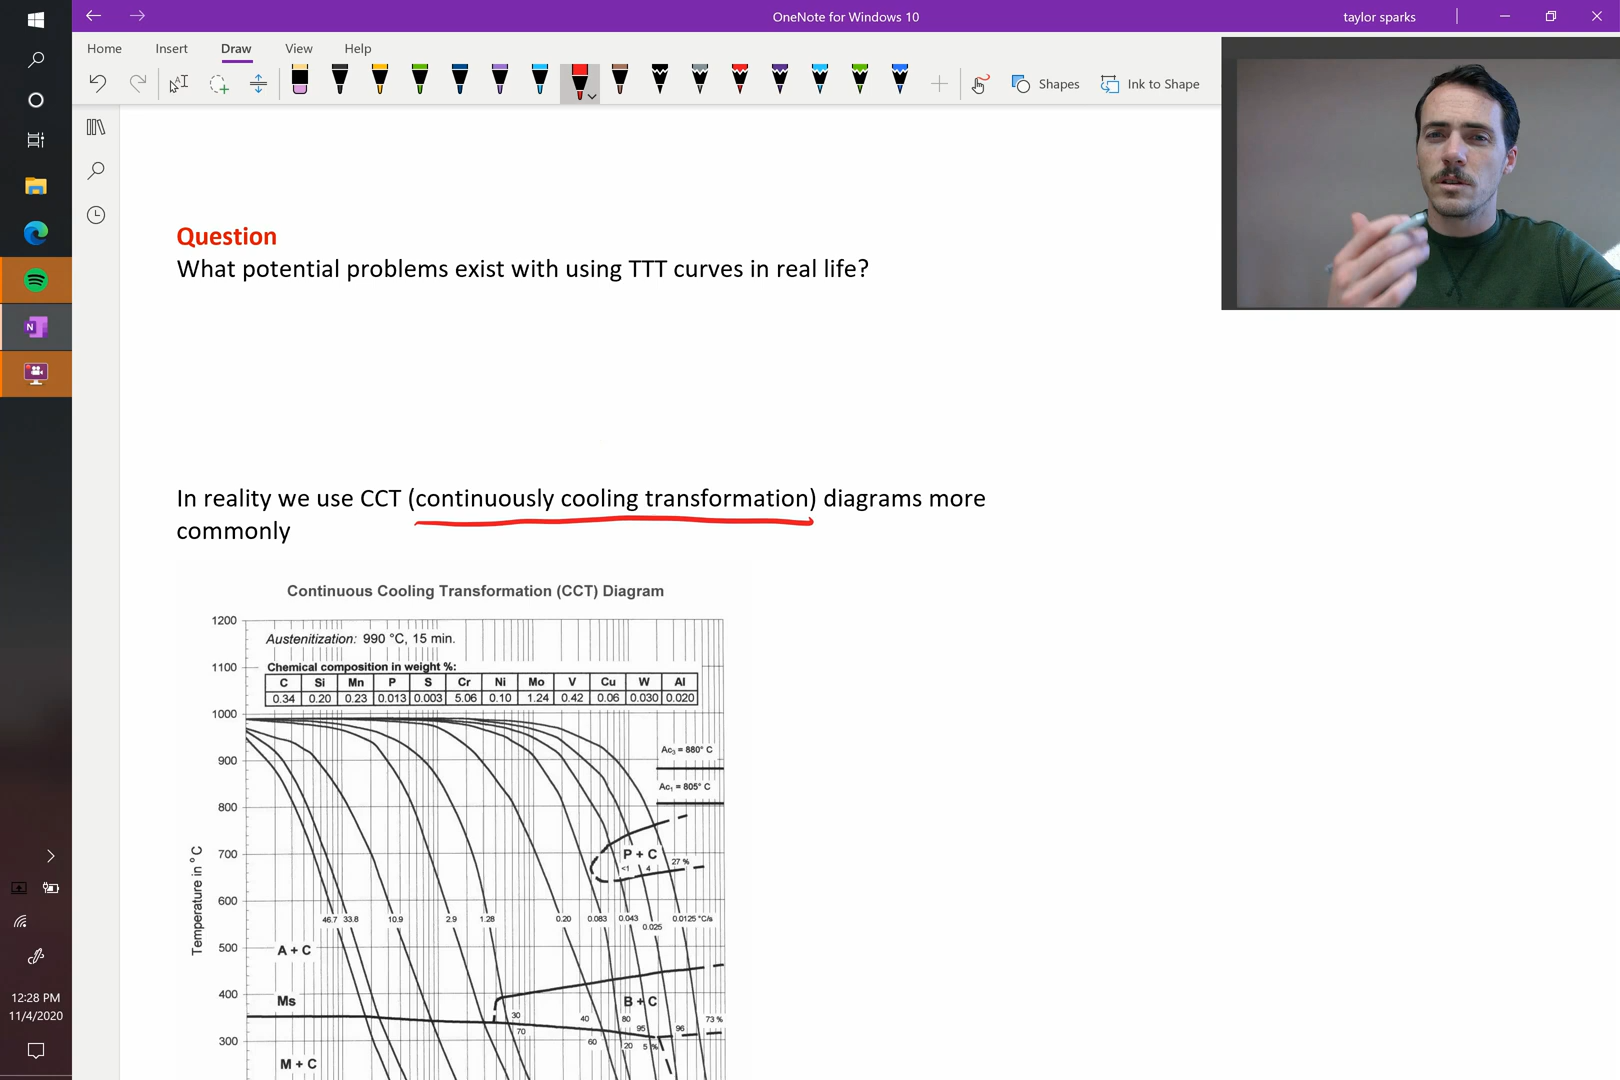 OneNote for Windows 10
taylor sparks
Home Insert Draw View Help
Shapes Ink to Shape
Question
What potential problems exist with using TTT curves in real life?
In reality we use CCT (continuously cooling transformation) diagrams more
commonly
Continuous Cooling Transformation (CCT) Diagram
1200
Austenitization: 990 °C, 15 min.
1100
Chemical composition in weight %:
C Si Mn P S Cr Ni Mo V Cu W Al
0.34 0.20 0.23 0.013 0.003 5.06 0.10 1.24 0.42 0.06 0.030 0.020
1000
Ac₃ = 880° C
900
Ac₁ = 805° C
800
700
P + C
<1 4 27 %
600
46.7 33.8 10.9 2.9 1.28 0.20 0.083 0.043 0.025 0.0125 °C/s
Temperature in °C
500
A + C
400
Ms
B + C
30 40 80 95 96 73 %
70 60 20 5 %
300
M + C
12:28 PM
11/4/2020